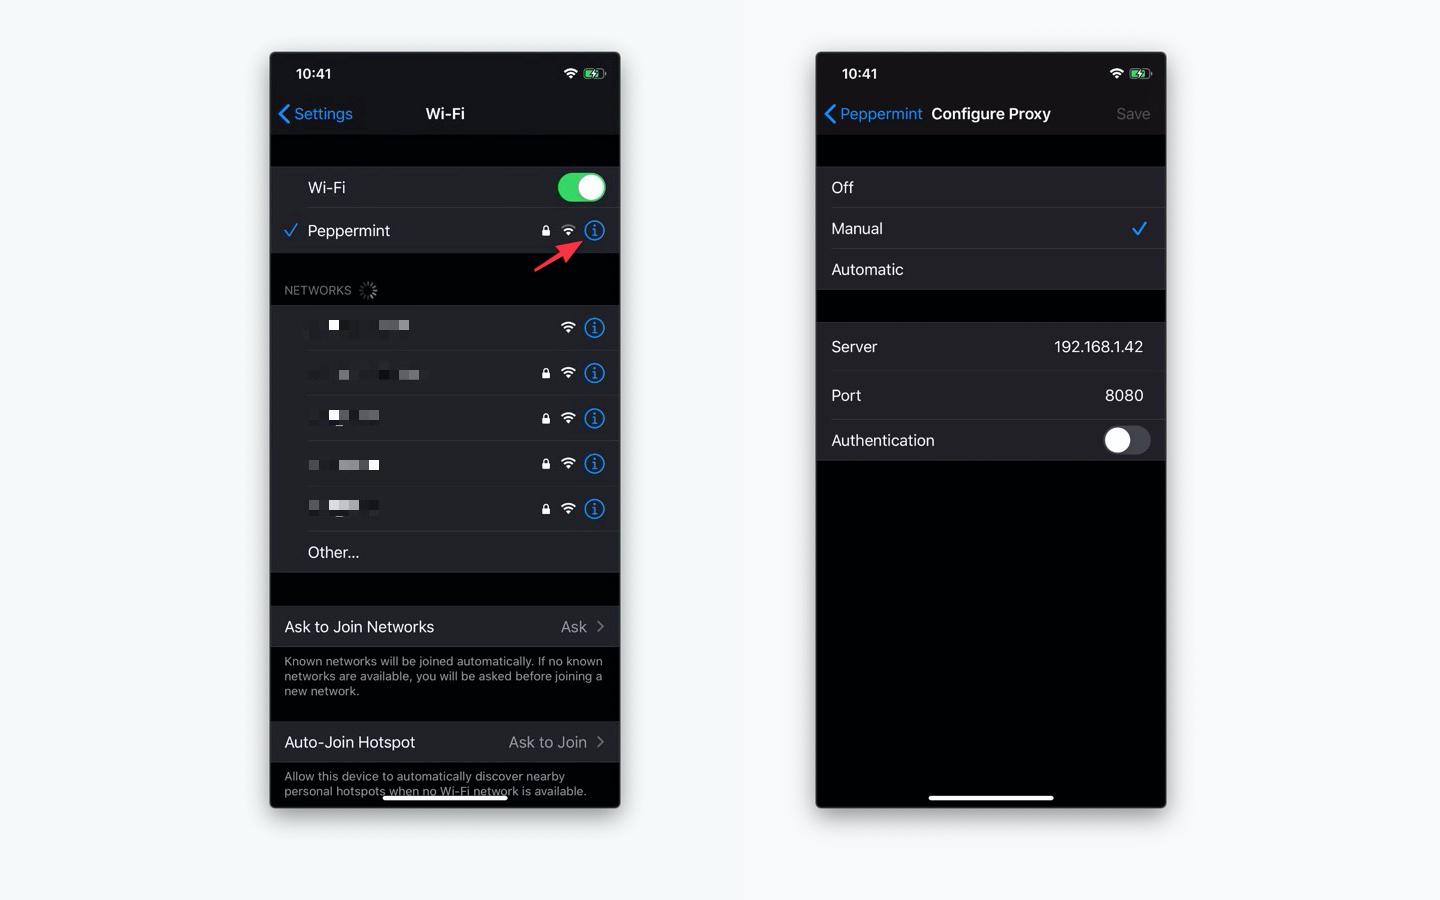 10:41
Settings
Wi-Fi
Wi-Fi
Peppermint
NETWORKS
Other...
Ask to Join Networks Ask
Known networks will be joined automatically. If no known
networks are available, you will be asked before joining a
new network.
Auto-Join Hotspot Ask to Join
Allow this device to automatically discover nearby
personal hotspots when no Wi-Fi network is available.
10:41
Peppermint Configure Proxy Save
Off
Manual
Automatic
Server 192.168.1.42
Port 8080
Authentication